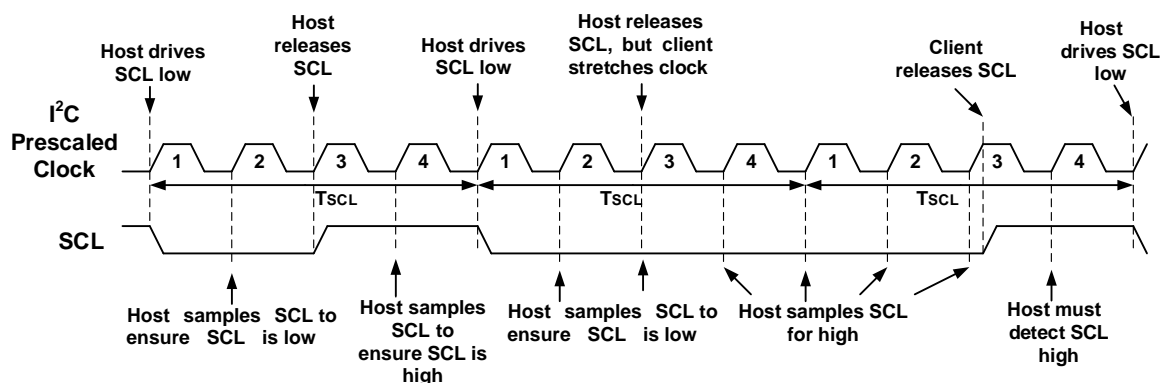 Host drives
SCL low
Host
releases
SCL
Host drives
SCL low
Host releases
SCL, but client
stretches clock
Client
releases SCL
Host
drives SCL
low
I²C
Prescaled
Clock
1 2 3 4 1 2 3 4 1 2 3 4
TSCL TSCL TSCL
SCL
Host samples SCL to
ensure SCL is low
Host samples
SCL to
ensure SCL is
high
Host samples SCL to
ensure SCL is low
Host samples SCL
for high
Host must
detect SCL
high